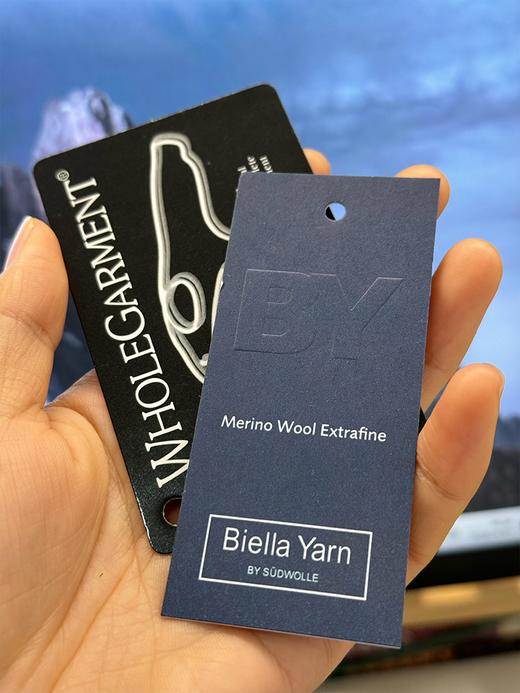 WHOLEGARMENT®
BY
Merino Wool Extrafine
Biella Yarn
BY SÜDWOLLE